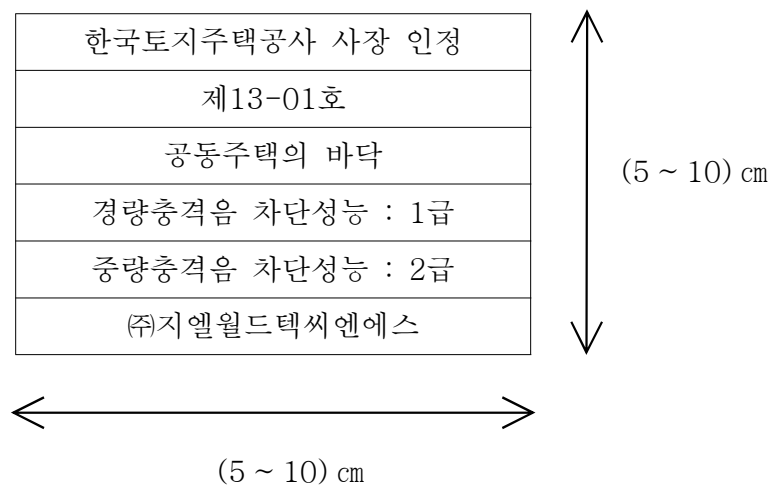 한국토지주택공사 사장 인정
제13-01호
공동주택의 바닥
(5 ~ 10) ㎝
경량충격음 차단성능 : 1급
중량충격음 차단성능 : 2급
㈜지엘월드텍씨엔에스
(5 ~ 10) ㎝